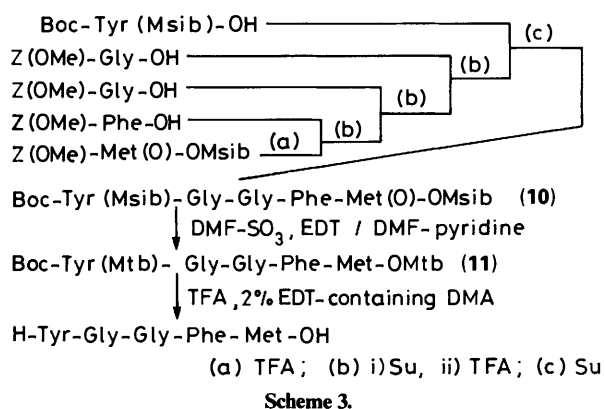 Boc-Tyr (Msib)-OH
(c)
Z(OMe)-Gly-OH
(b)
Z(OMe)-Gly-OH
(b)
Z(OMe)-Phe-OH
(b)
Z(OMe)-Met(O)-OMsib
(a)
Boc-Tyr (Msib)-Gly-Gly-Phe-Met(O)-OMsib (10)
DMF-SO3, EDT / DMF-pyridine
Boc-Tyr (Mtb)- Gly-Gly-Phe-Met-OMtb (11)
TFA, 2% EDT-containing DMA
H-Tyr-Gly-Gly-Phe-Met-OH
(a) TFA; (b) i)Su, ii) TFA; (c) Su
Scheme 3.